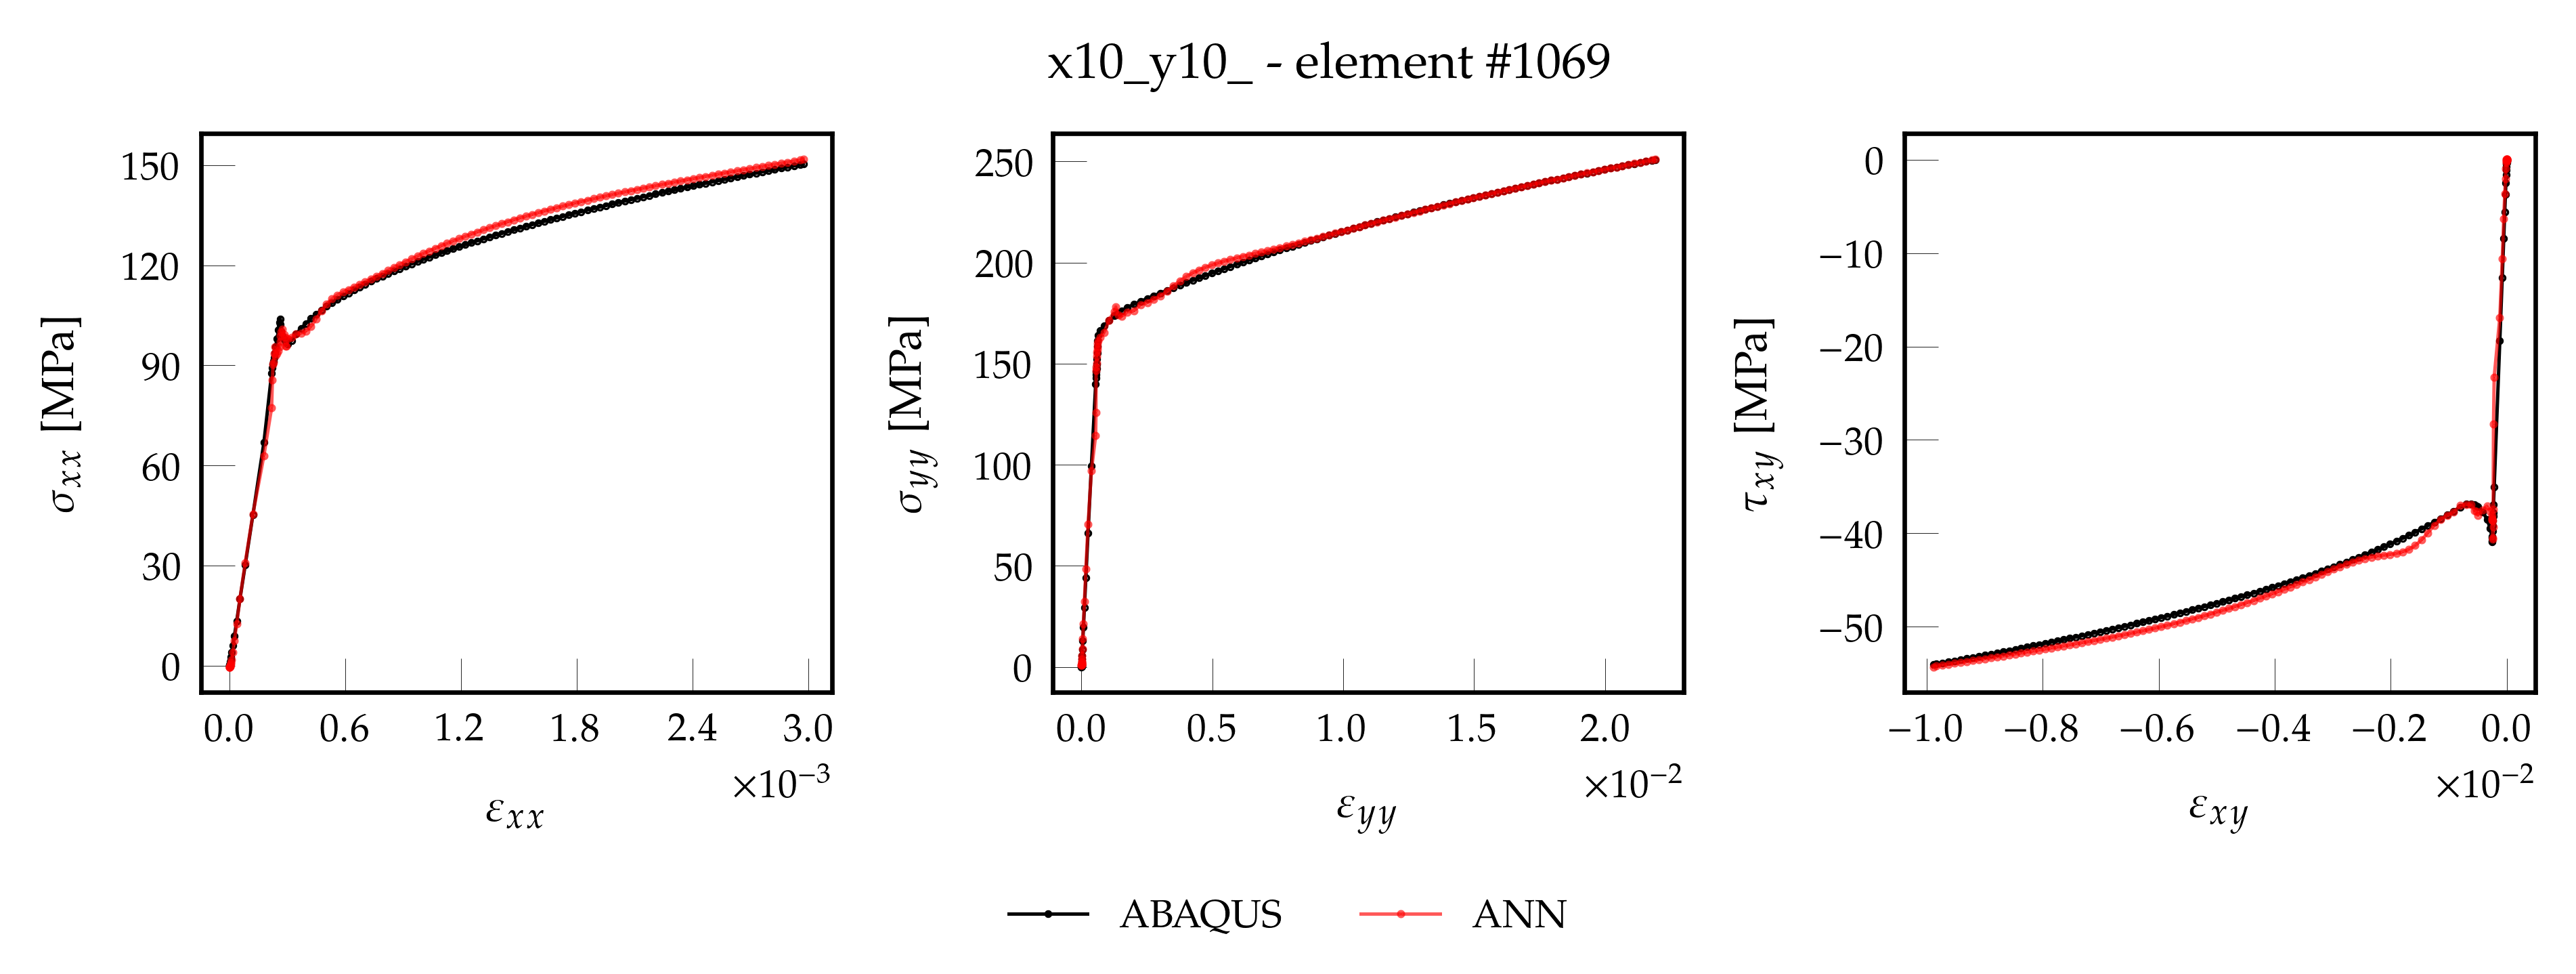 x10_y10_ - element #1069
σxx [MPa]
150
120
90
60
30
0
0.0 0.6 1.2 1.8 2.4 3.0
×10⁻³
εxx
σyy [MPa]
250
200
150
100
50
0
0.0 0.5 1.0 1.5 2.0
×10⁻²
εyy
τxy [MPa]
0
−10
−20
−30
−40
−50
−1.0 −0.8 −0.6 −0.4 −0.2 0.0
×10⁻²
εxy
ABAQUS ANN